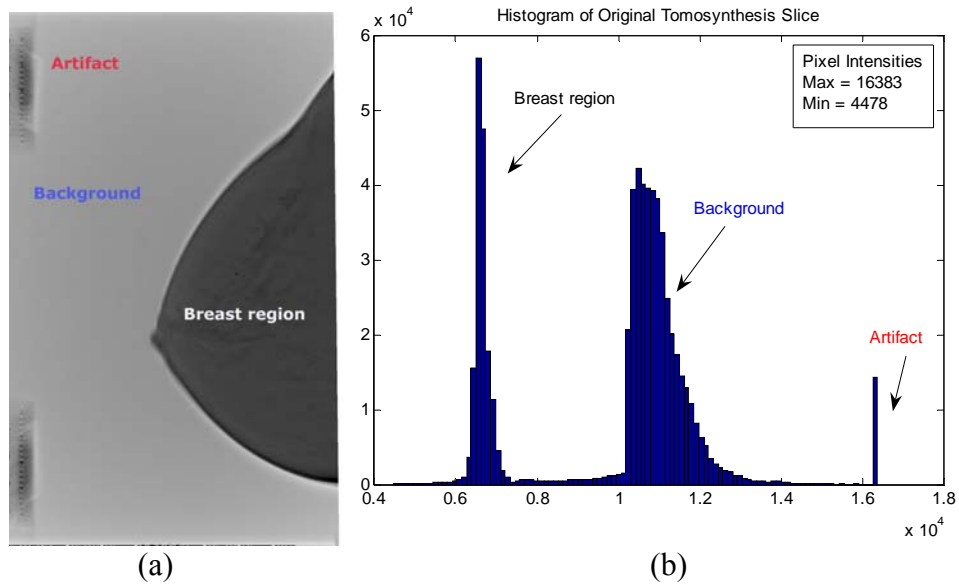 Artifact
Background
Breast region
(a)
Histogram of Original Tomosynthesis Slice
x 10^4
6
5
4
3
2
1
0
Pixel Intensities
Max = 16383
Min = 4478
Breast region
Background
Artifact
0.4
0.6
0.8
1
1.2
1.4
1.6
1.8
x 10^4
(b)